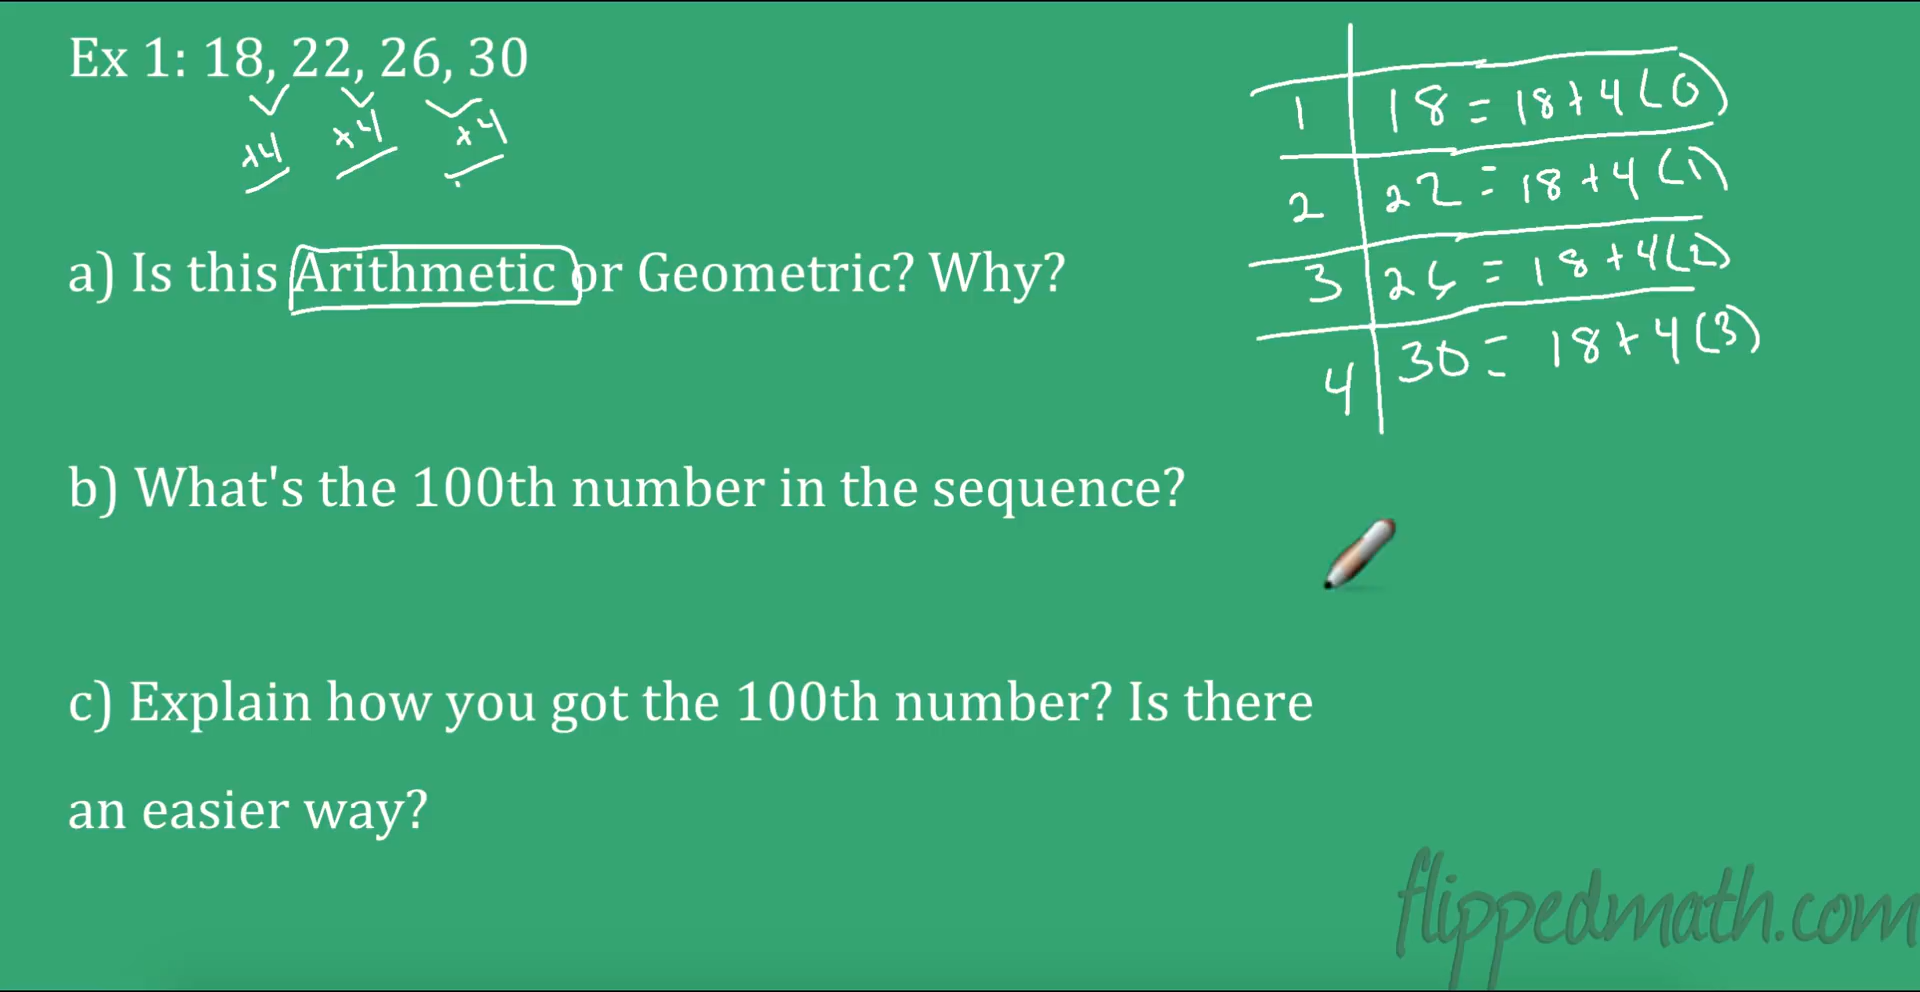 Ex 1: 18, 22, 26, 30
+4 +4 +4
1 18 = 18+4(0)
2 22 = 18+4(1)
3 26 = 18+4(2)
4 30 = 18+4(3)
a) Is this Arithmetic or Geometric? Why?
b) What's the 100th number in the sequence?
c) Explain how you got the 100th number? Is there
an easier way?
flippedmath.com